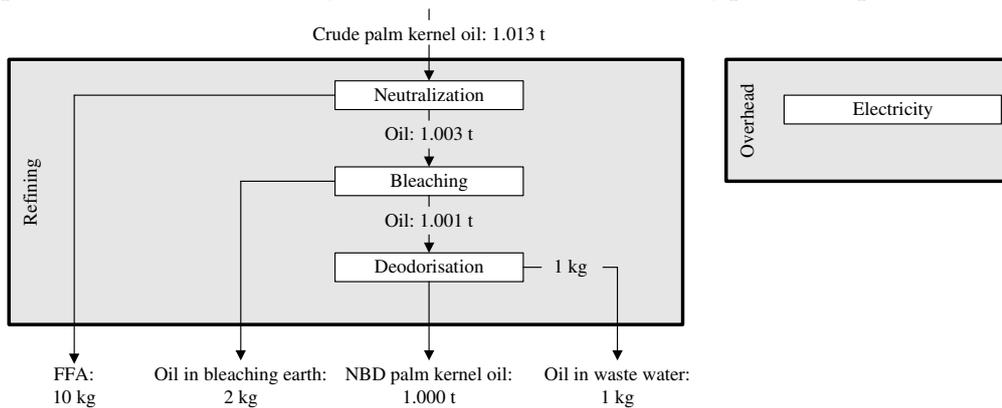 Crude palm kernel oil: 1.013 t
Neutralization
Oil: 1.003 t
Bleaching
Oil: 1.001 t
Deodorisation
1 kg
Refining
FFA:
10 kg
Oil in bleaching earth:
2 kg
NBD palm kernel oil:
1.000 t
Oil in waste water:
1 kg
Overhead
Electricity